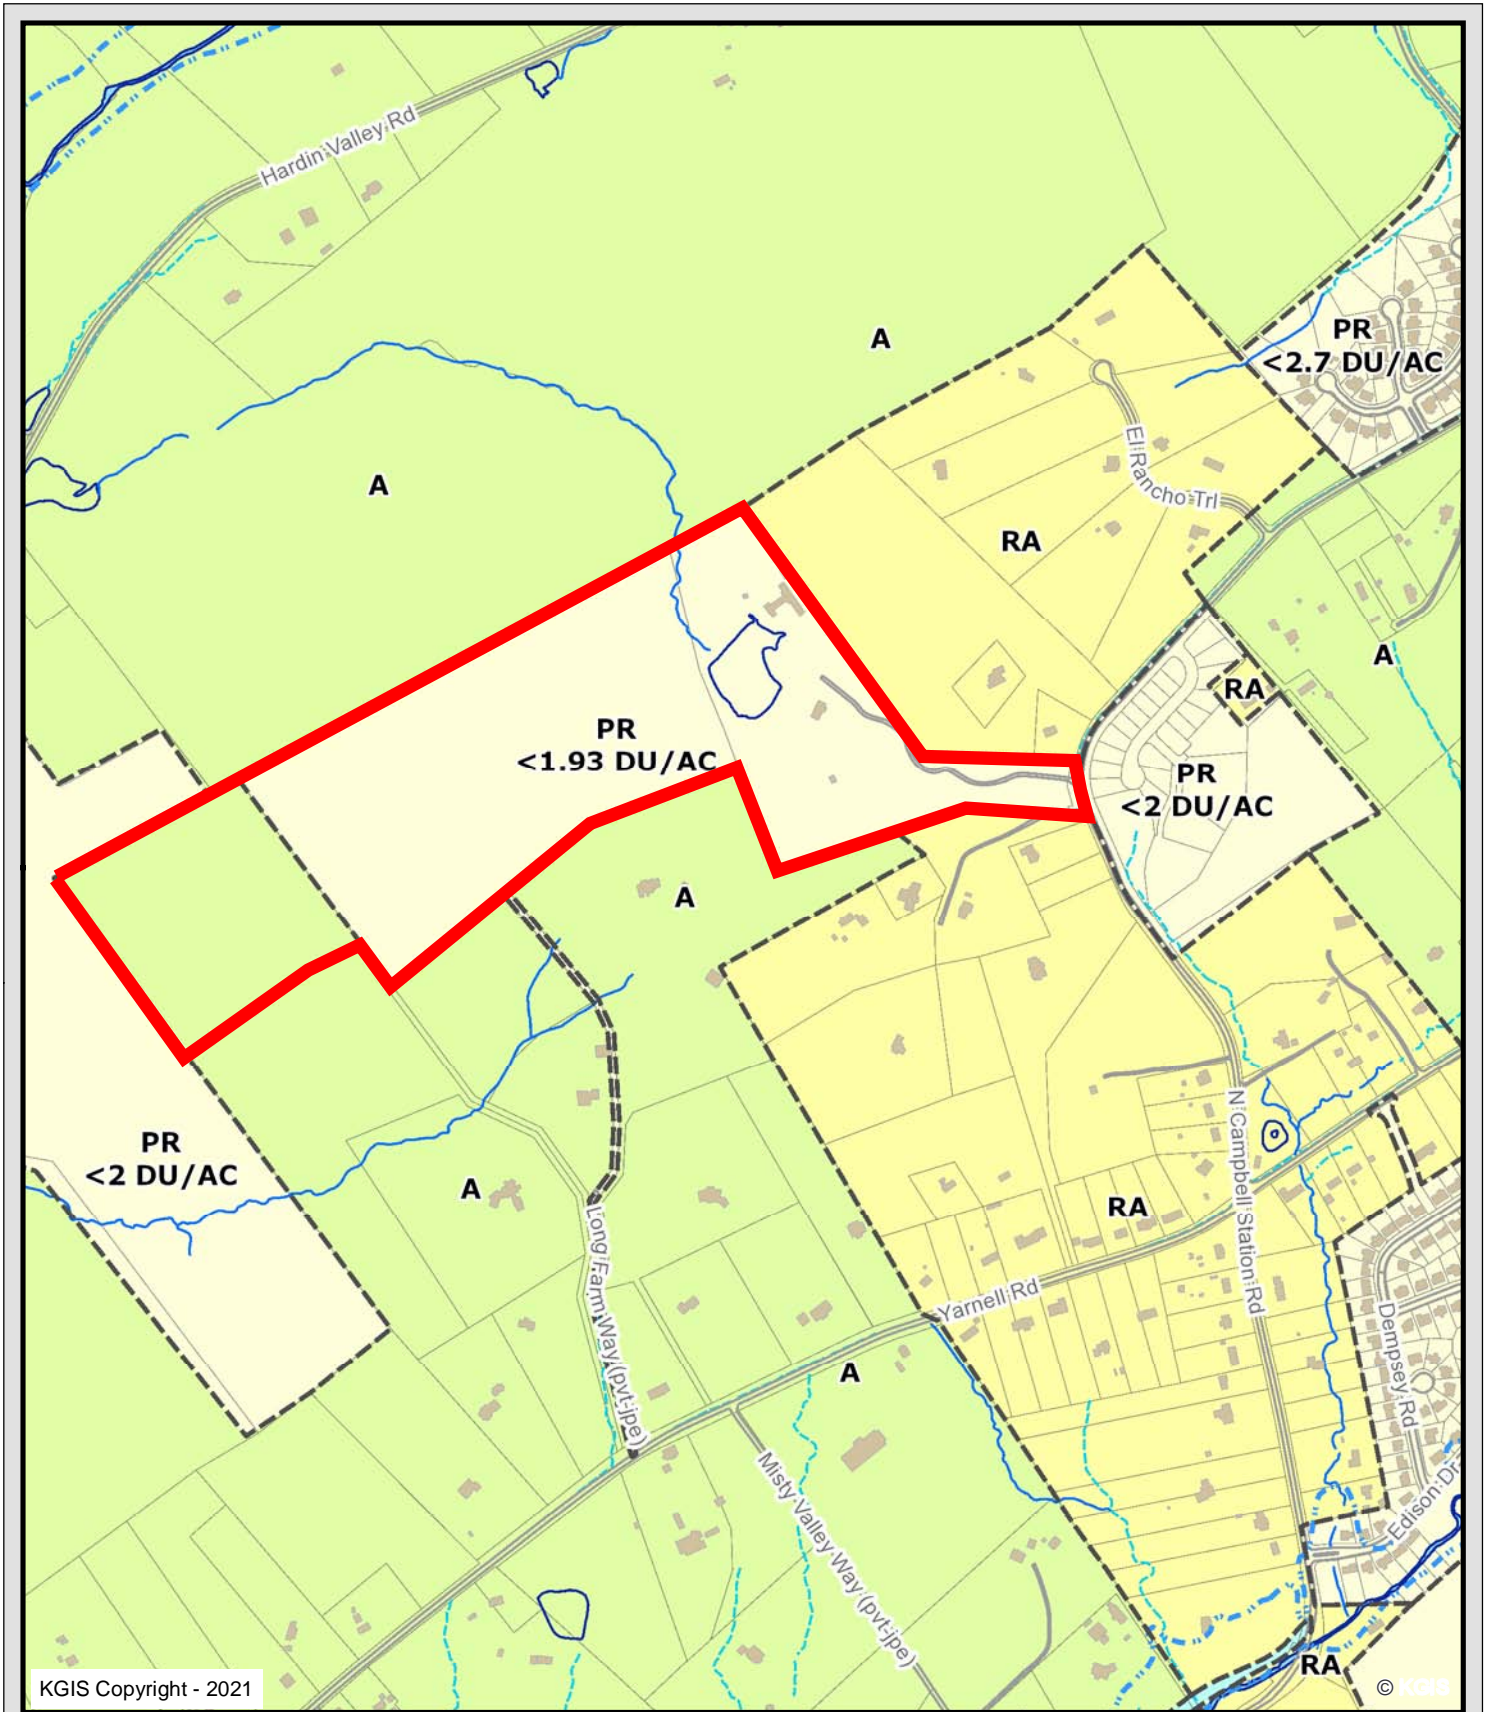 Hardin Valley Rd
A
PR
<2.7 DU/AC
El Rancho Trl
A
RA
A
RA
PR
<1.93 DU/AC
PR
<2 DU/AC
A
PR
<2 DU/AC
A
N Campbell Station Rd
RA
Long Farm Way (pvt-jpe)
Yarnell Rd
Dempsey Rd
A
Misty Valley Way (pvt-jpe)
Edison Dr
RA
KGIS Copyright - 2021
© KGIS